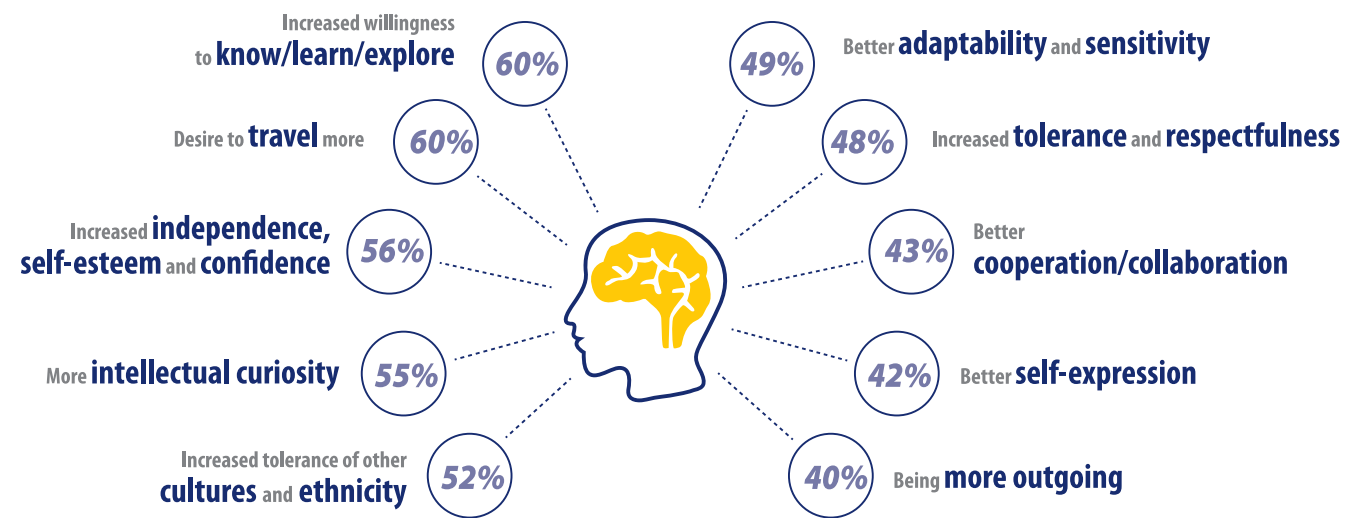 Increased willingness
to know/learn/explore
60%
Desire to travel more
60%
Increased independence,
self-esteem and confidence
56%
More intellectual curiosity
55%
Increased tolerance of other
cultures and ethnicity
52%
49%
Better adaptability and sensitivity
48%
Increased tolerance and respectfulness
43%
Better
cooperation/collaboration
42%
Better self-expression
40%
Being more outgoing